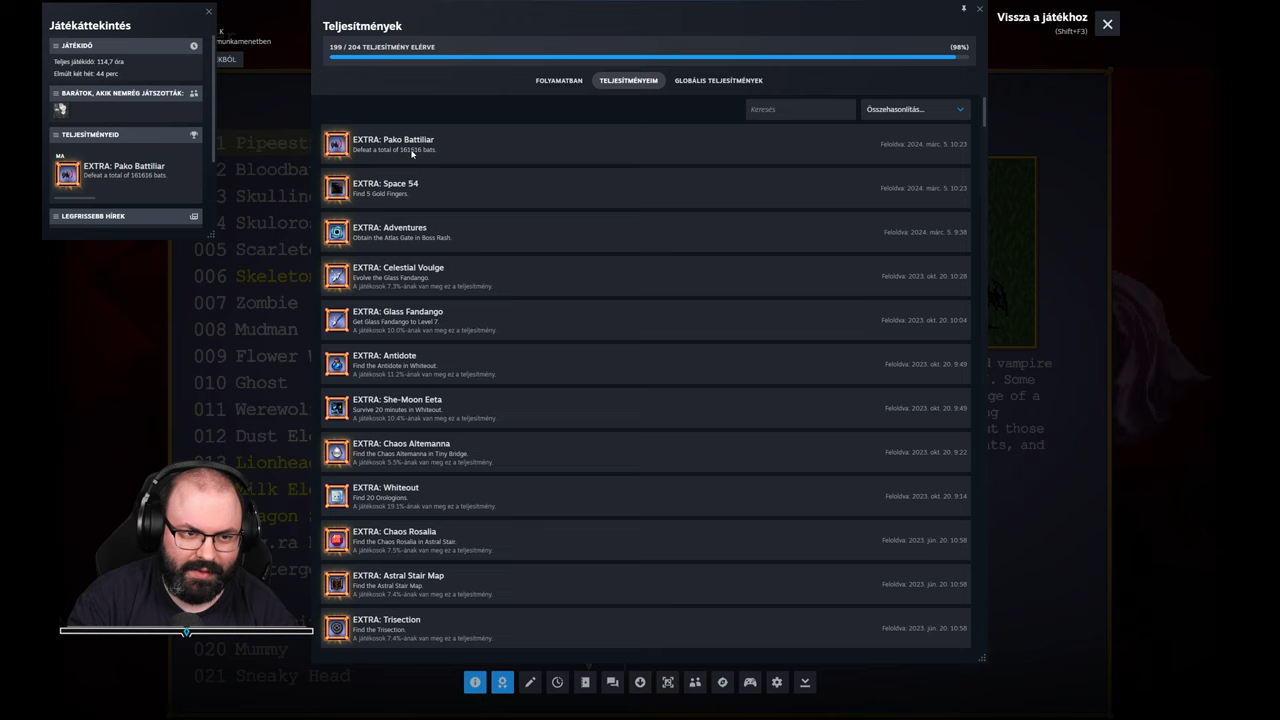 Játékáttekintés
JÁTÉKIDŐ
Teljes játékidő: 114,7 óra
Elmúlt két hét: 44 perc
BARÁTOK, AKIK NEMRÉG JÁTSZOTTÁK:
TELJESÍTMÉNYEID
MA
EXTRA: Pako Battiliar
Defeat a total of 161616 bats.
LEGFRISSEBB HÍREK
Teljesítmények
199 / 204 TELJESÍTMÉNY ELÉRVE
(98%)
FOLYAMATBAN
TELJESÍTMÉNYEIM
GLOBÁLIS TELJESÍTMÉNYEK
Keresés
Összehasonlítás...
EXTRA: Pako Battiliar
Defeat a total of 161616 bats.
Feloldva: 2024. márc. 5. 10:23
EXTRA: Space 54
Find 5 Gold Fingers.
Feloldva: 2024. márc. 5. 10:23
EXTRA: Adventures
Obtain the Atlas Gate in Boss Rash.
Feloldva: 2024. márc. 5. 9:38
EXTRA: Celestial Voulge
Evolve the Glass Fandango.
A játékosok 7.3%-ának van meg ez a teljesítmény.
Feloldva: 2023. okt. 20. 10:28
EXTRA: Glass Fandango
Get Glass Fandango to Level 7.
A játékosok 10.0%-ának van meg ez a teljesítmény.
Feloldva: 2023. okt. 20. 10:04
EXTRA: Antidote
Find the Antidote in Whiteout.
A játékosok 11.2%-ának van meg ez a teljesítmény.
Feloldva: 2023. okt. 20. 9:49
EXTRA: She-Moon Eeta
Survive 20 minutes in Whiteout.
A játékosok 10.4%-ának van meg ez a teljesítmény.
Feloldva: 2023. okt. 20. 9:49
EXTRA: Chaos Altemanna
Find the Chaos Altemanna in Tiny Bridge.
A játékosok 5.5%-ának van meg ez a teljesítmény.
Feloldva: 2023. okt. 20. 9:22
EXTRA: Whiteout
Find 20 Orologions.
A játékosok 19.1%-ának van meg ez a teljesítmény.
Feloldva: 2023. okt. 20. 9:14
EXTRA: Chaos Rosalia
Find the Chaos Rosalia in Astral Stair.
A játékosok 7.5%-ának van meg ez a teljesítmény.
Feloldva: 2023. jún. 20. 10:58
EXTRA: Astral Stair Map
Find the Astral Stair Map.
A játékosok 7.4%-ának van meg ez a teljesítmény.
Feloldva: 2023. jún. 20. 10:58
EXTRA: Trisection
Find the Trisection.
A játékosok 7.4%-ának van meg ez a teljesítmény.
Feloldva: 2023. jún. 20. 10:58
Vissza a játékhoz
(Shift+F3)
munkamenetben
006 Skeleton
007 Zombie
008 Mudman
009 Flower
010 Ghost
012 Dust
020 Mummy
021 Sneaky Head
vampire
Some
of a
those
and